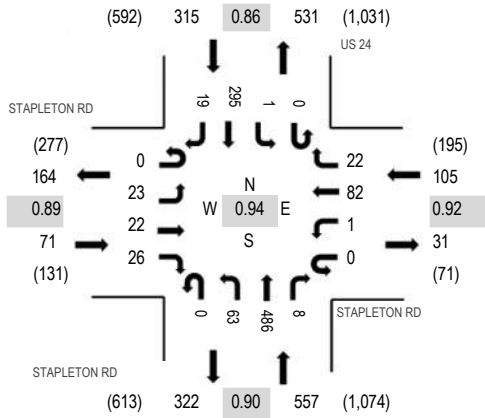 (592) 315 0.86 531 (1,031)
US 24
STAPLETON RD
19 295 1 0
(277) (195)
0 22
164 105
23 N 82
0.89 W 0.94 E 0.92
22 S 1
71 31
26 0
(131) (71)
0 63 486 8
STAPLETON RD
STAPLETON RD
(613) 322 0.90 557 (1,074)